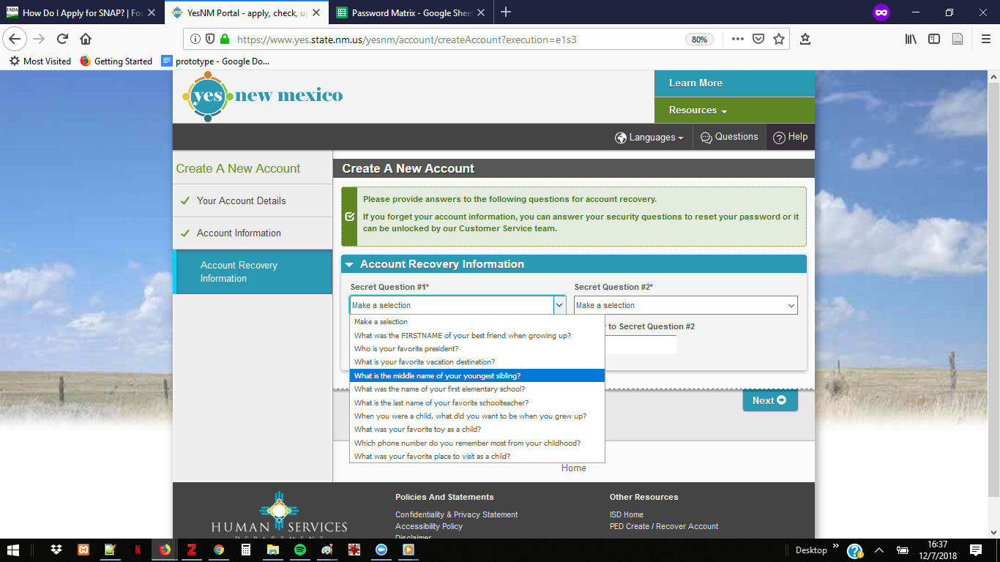 How Do I Apply for SNAP? | Foo
YesNM Portal - apply, check, up
Password Matrix - Google Shee
https://www.yes.state.nm.us/yesnm/account/createAccount?execution=e1s3
80%
Most Visited
Getting Started
prototype - Google Do...
yes new mexico
Learn More
Resources
Languages
Questions
Help
Create A New Account
Your Account Details
Account Information
Account Recovery
Information
Create A New Account
Please provide answers to the following questions for account recovery.
If you forget your account information, you can answer your security questions to reset your password or it
can be unlocked by our Customer Service team.
Account Recovery Information
Secret Question #1*
Secret Question #2*
Make a selection
Make a selection
Make a selection
What was the FIRSTNAME of your best friend when growing up?
Who is your favorite president?
What is your favorite vacation destination?
What is the middle name of your youngest sibling?
What was the name of your first elementary school?
What is the last name of your favorite schoolteacher?
When you were a child, what did you want to be when you grew up?
What was your favorite toy as a child?
Which phone number do you remember most from your childhood?
What was your favorite place to visit as a child?
to Secret Question #2
Next
Home
HUMAN SERVICES
DEPARTMENT
Policies And Statements
Confidentiality & Privacy Statement
Accessibility Policy
Disclaimer
Other Resources
ISD Home
PED Create / Recover Account
Desktop
16:37
12/7/2018